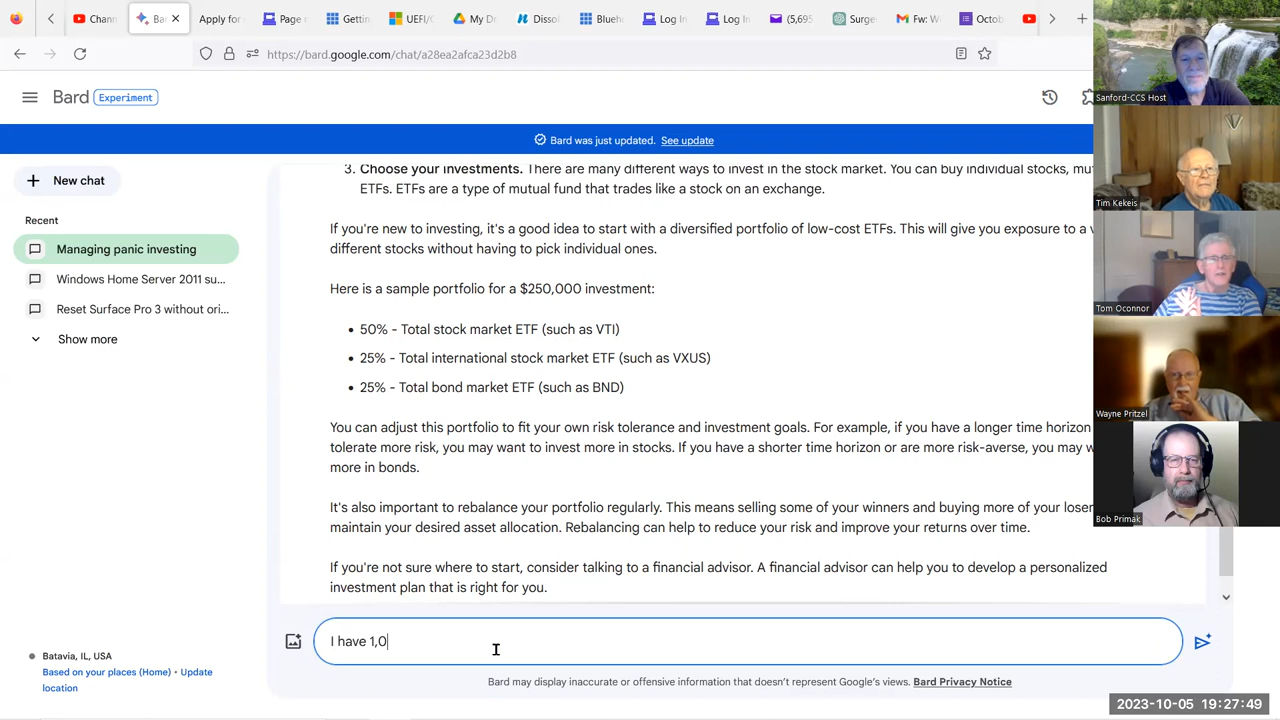 Chann
Ba
Apply for
Page
Getti
UEFI/C
My D
Disso
Blueh
Log In
Log In
(5,695
Surge
Fw: W
Octob
https://bard.google.com/chat/a28ea2afca23d2b8
Bard Experiment
Bard was just updated. See update
New chat
Recent
Managing panic investing
Windows Home Server 2011 su...
Reset Surface Pro 3 without ori...
Show more
3. Choose your investments. There are many different ways to invest in the stock market. You can buy individual stocks, mu
ETFs. ETFs are a type of mutual fund that trades like a stock on an exchange.
If you're new to investing, it's a good idea to start with a diversified portfolio of low-cost ETFs. This will give you exposure to a v
different stocks without having to pick individual ones.
Here is a sample portfolio for a $250,000 investment:
• 50% - Total stock market ETF (such as VTI)
• 25% - Total international stock market ETF (such as VXUS)
• 25% - Total bond market ETF (such as BND)
You can adjust this portfolio to fit your own risk tolerance and investment goals. For example, if you have a longer time horizon
tolerate more risk, you may want to invest more in stocks. If you have a shorter time horizon or are more risk-averse, you may w
more in bonds.
It's also important to rebalance your portfolio regularly. This means selling some of your winners and buying more of your loser
maintain your desired asset allocation. Rebalancing can help to reduce your risk and improve your returns over time.
If you're not sure where to start, consider talking to a financial advisor. A financial advisor can help you to develop a personalized
investment plan that is right for you.
I have 1,0
Bard may display inaccurate or offensive information that doesn't represent Google's views. Bard Privacy Notice
Batavia, IL, USA
Based on your places (Home) • Update
location
Sanford-CCS Host
Tim Kekeis
Tom Oconnor
Wayne Pritzel
Bob Primak
2023-10-05 19:27:49